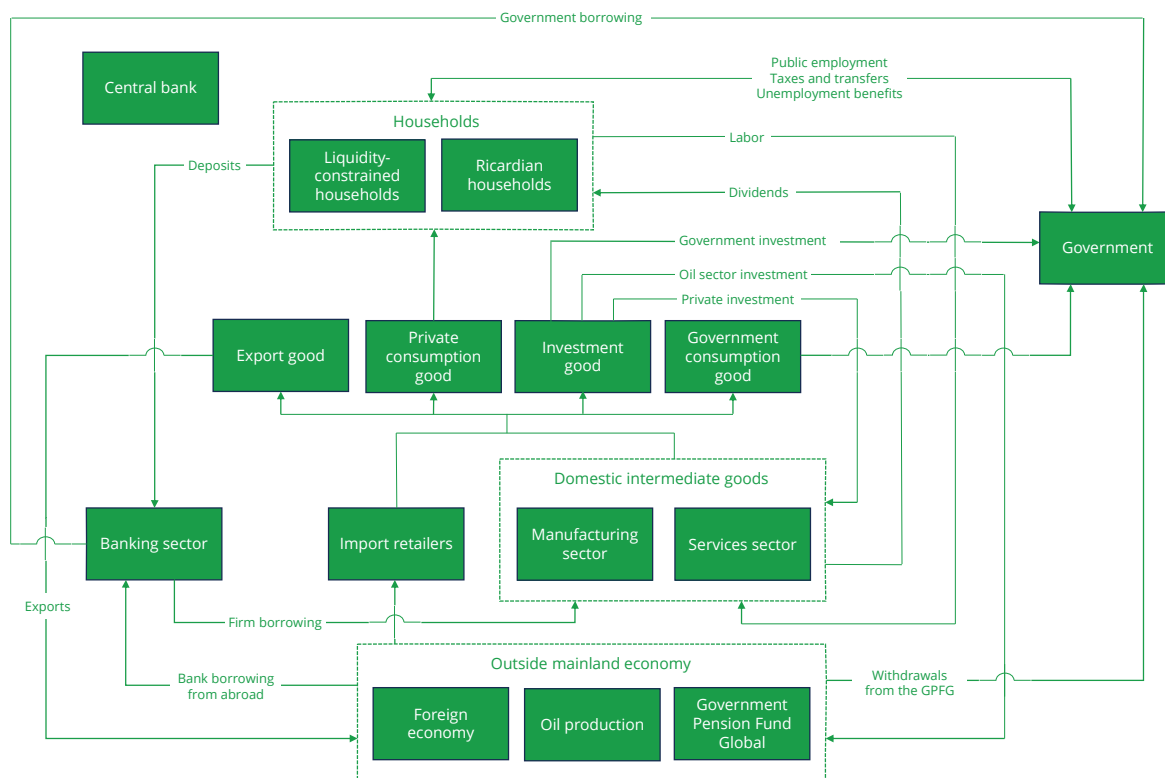 Government borrowing
Central bank
Public employment
Taxes and transfers
Unemployment benefits
Households
Labor
Liquidity-
constrained
households
Ricardian
households
Deposits
Dividends
Government investment
Government
Oil sector investment
Private investment
Export good
Private
consumption
good
Investment
good
Government
consumption
good
Domestic intermediate goods
Banking sector
Import retailers
Manufacturing
sector
Services sector
Exports
Firm borrowing
Outside mainland economy
Bank borrowing
from abroad
Withdrawals
from the GPFG
Foreign
economy
Oil production
Government
Pension Fund
Global